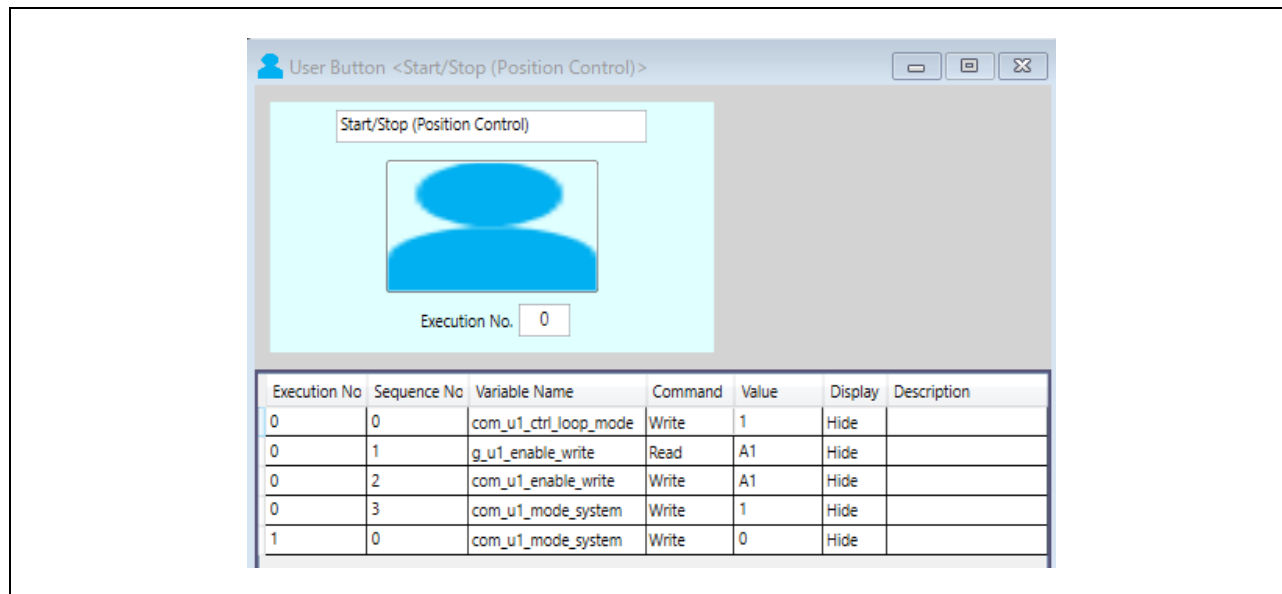 User Button <Start/Stop (Position Control)>
Start/Stop (Position Control)
Execution No. 0
Execution No Sequence No Variable Name Command Value Display Description
0 0 com_u1_ctrl_loop_mode Write 1 Hide
0 1 g_u1_enable_write Read A1 Hide
0 2 com_u1_enable_write Write A1 Hide
0 3 com_u1_mode_system Write 1 Hide
1 0 com_u1_mode_system Write 0 Hide